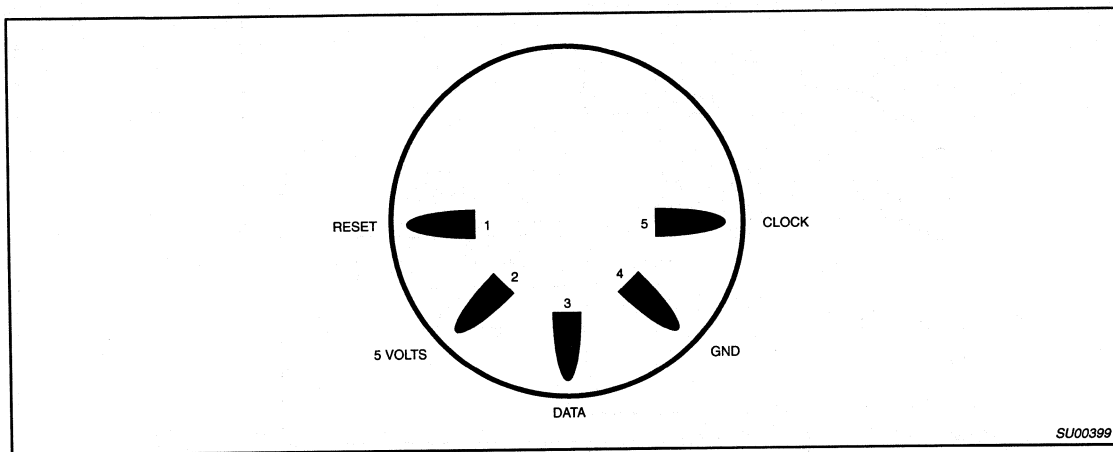 RESET 1 5 CLOCK
2 4
3
5 VOLTS GND
DATA
SU00399